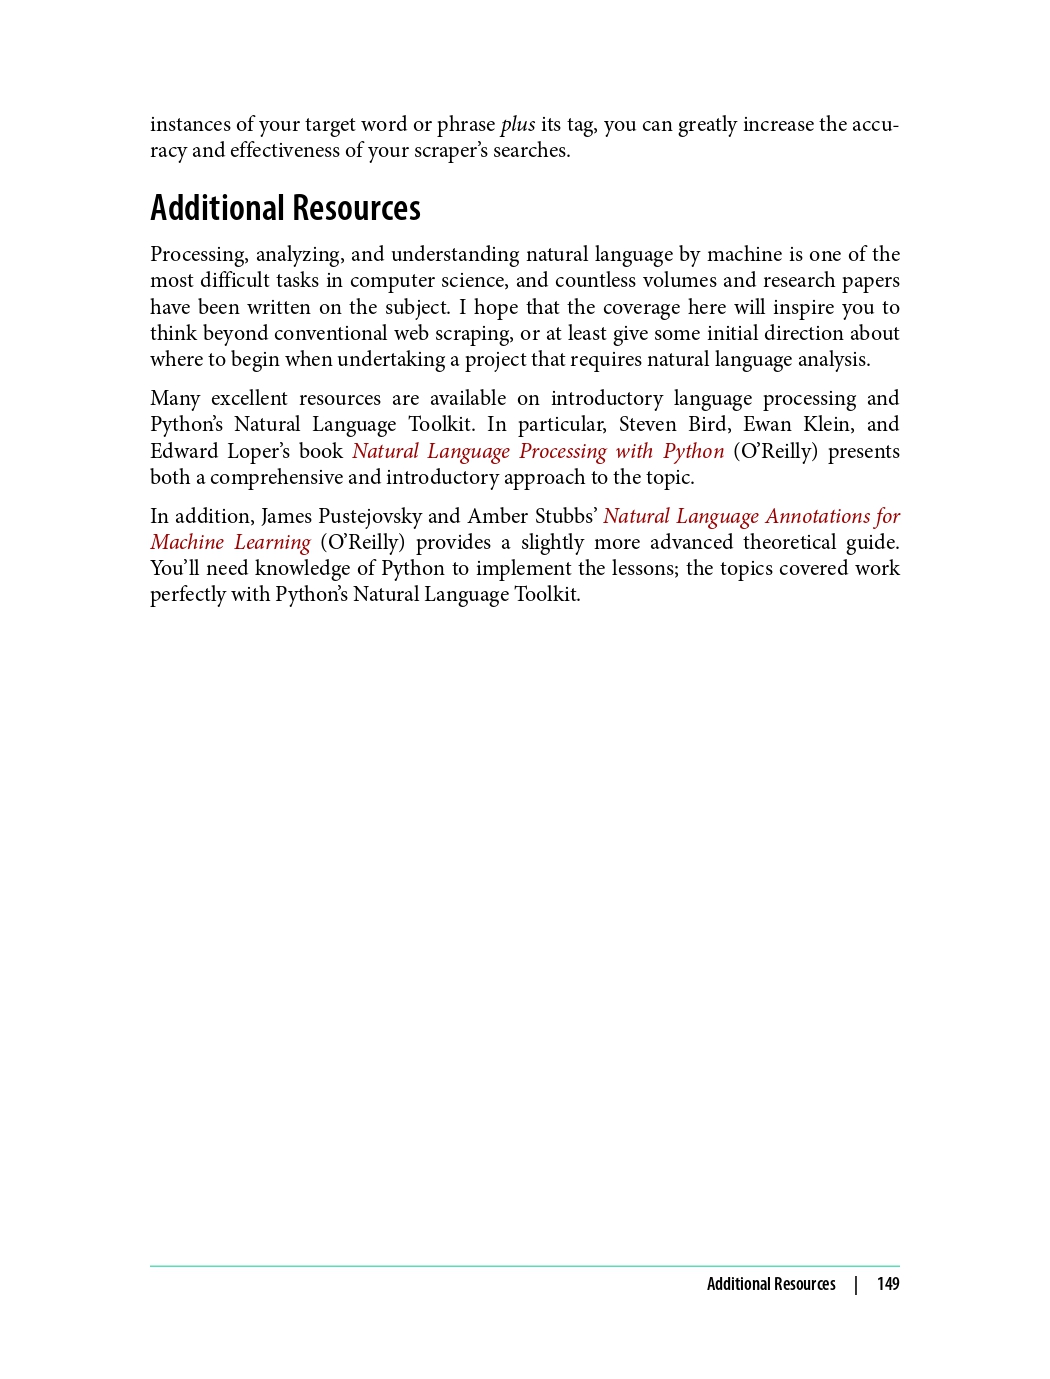 instances of your target word or phrase plus its tag, you can greatly increase the accu-
racy and effectiveness of your scraper’s searches.
Additional Resources
Processing, analyzing, and understanding natural language by machine is one of the
most difficult tasks in computer science, and countless volumes and research papers
have been written on the subject. I hope that the coverage here will inspire you to
think beyond conventional web scraping, or at least give some initial direction about
where to begin when undertaking a project that requires natural language analysis.
Many excellent resources are available on introductory language processing and
Python’s Natural Language Toolkit. In particular, Steven Bird, Ewan Klein, and
Edward Loper’s book Natural Language Processing with Python (O’Reilly) presents
both a comprehensive and introductory approach to the topic.
In addition, James Pustejovsky and Amber Stubbs’ Natural Language Annotations for
Machine Learning (O’Reilly) provides a slightly more advanced theoretical guide.
You’ll need knowledge of Python to implement the lessons; the topics covered work
perfectly with Python’s Natural Language Toolkit.
Additional Resources | 149